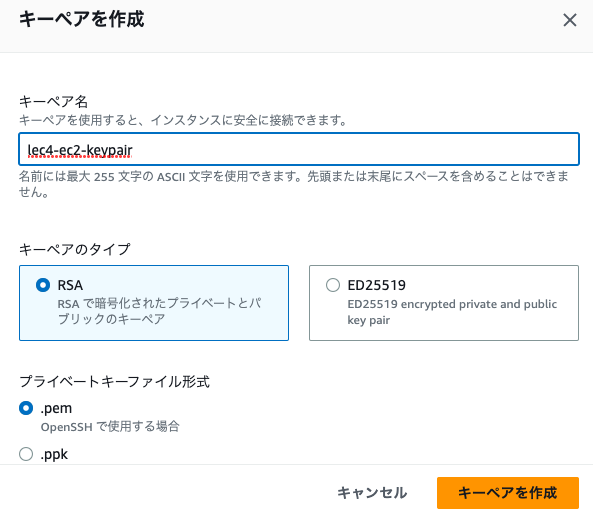 キーペアを作成
キーペア名
キーペアを使用すると、インスタンスに安全に接続できます。
lec4-ec2-keypair
名前には最大 255 文字の ASCII 文字を使用できます。先頭または末尾にスペースを含めることはできま
せん。
キーペアのタイプ
RSA
RSA で暗号化されたプライベートとパ
ブリックのキーペア
ED25519
ED25519 encrypted private and public
key pair
プライベートキーファイル形式
.pem
OpenSSH で使用する場合
.ppk
キャンセル
キーペアを作成